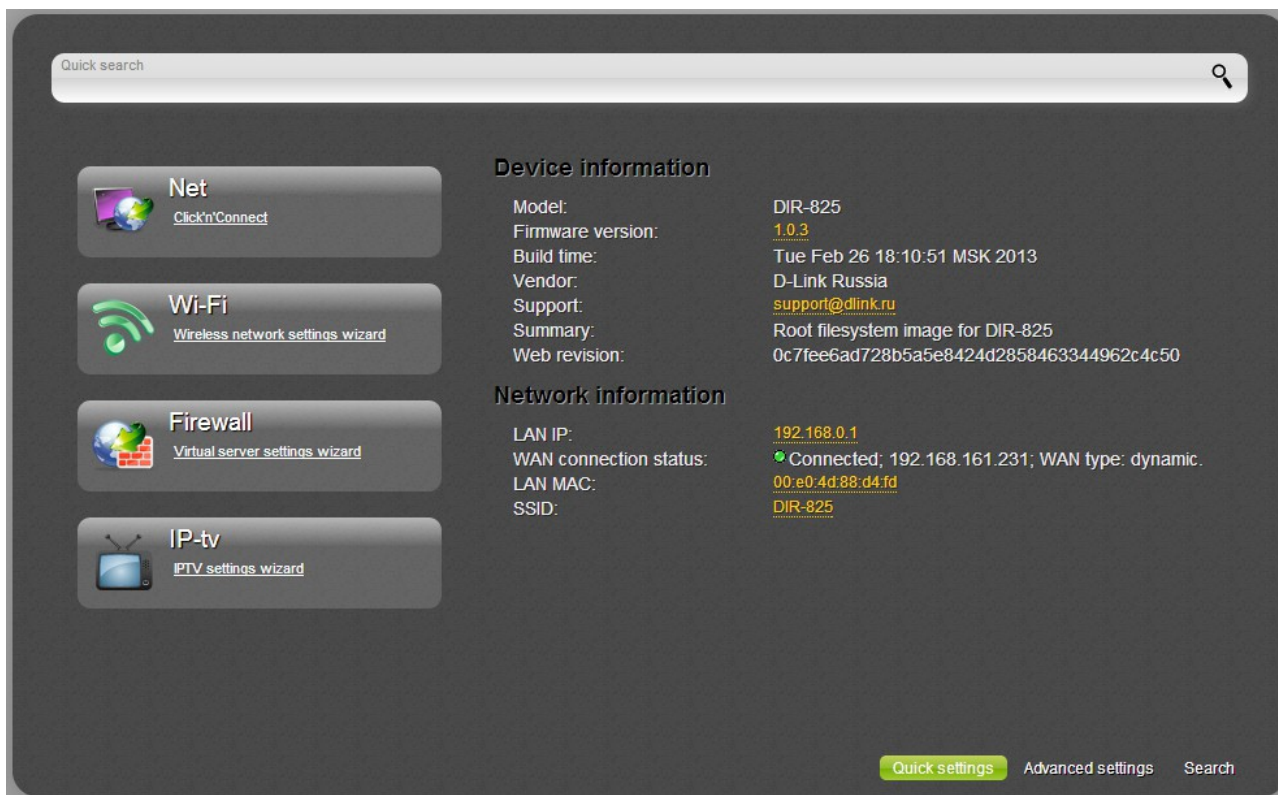 Quick search
Net
Click'n'Connect
Wi-Fi
Wireless network settings wizard
Firewall
Virtual server settings wizard
IP-tv
IPTV settings wizard
Device information
Model: DIR-825
Firmware version: 1.0.3
Build time: Tue Feb 26 18:10:51 MSK 2013
Vendor: D-Link Russia
Support: support@dlink.ru
Summary: Root filesystem image for DIR-825
Web revision: 0c7fee6ad728b5a5e8424d2858463344962c4c50
Network information
LAN IP: 192.168.0.1
WAN connection status: Connected; 192.168.161.231; WAN type: dynamic.
LAN MAC: 00:e0:4d:88:d4:fd
SSID: DIR-825
Quick settings Advanced settings Search